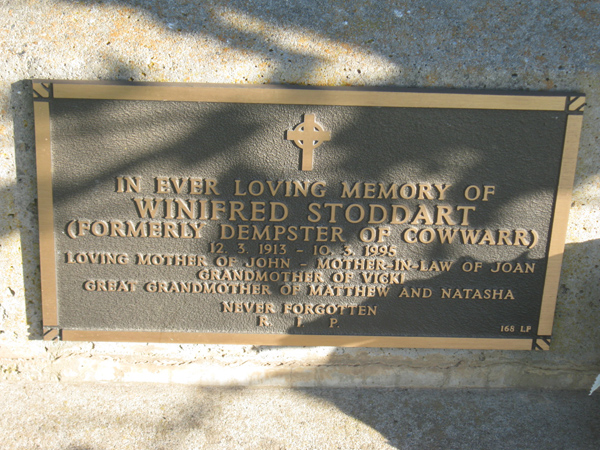 IN EVER LOVING MEMORY OF
WINIFRED STODDART
(FORMERLY DEMPSTER OF COWWARR)
12. 3. 1913 - 10. 3. 1995
LOVING MOTHER OF JOHN - MOTHER-IN-LAW OF JOAN
GRANDMOTHER OF VICKI
GREAT GRANDMOTHER OF MATTHEW AND NATASHA
NEVER FORGOTTEN
R. I. P.
168 LF